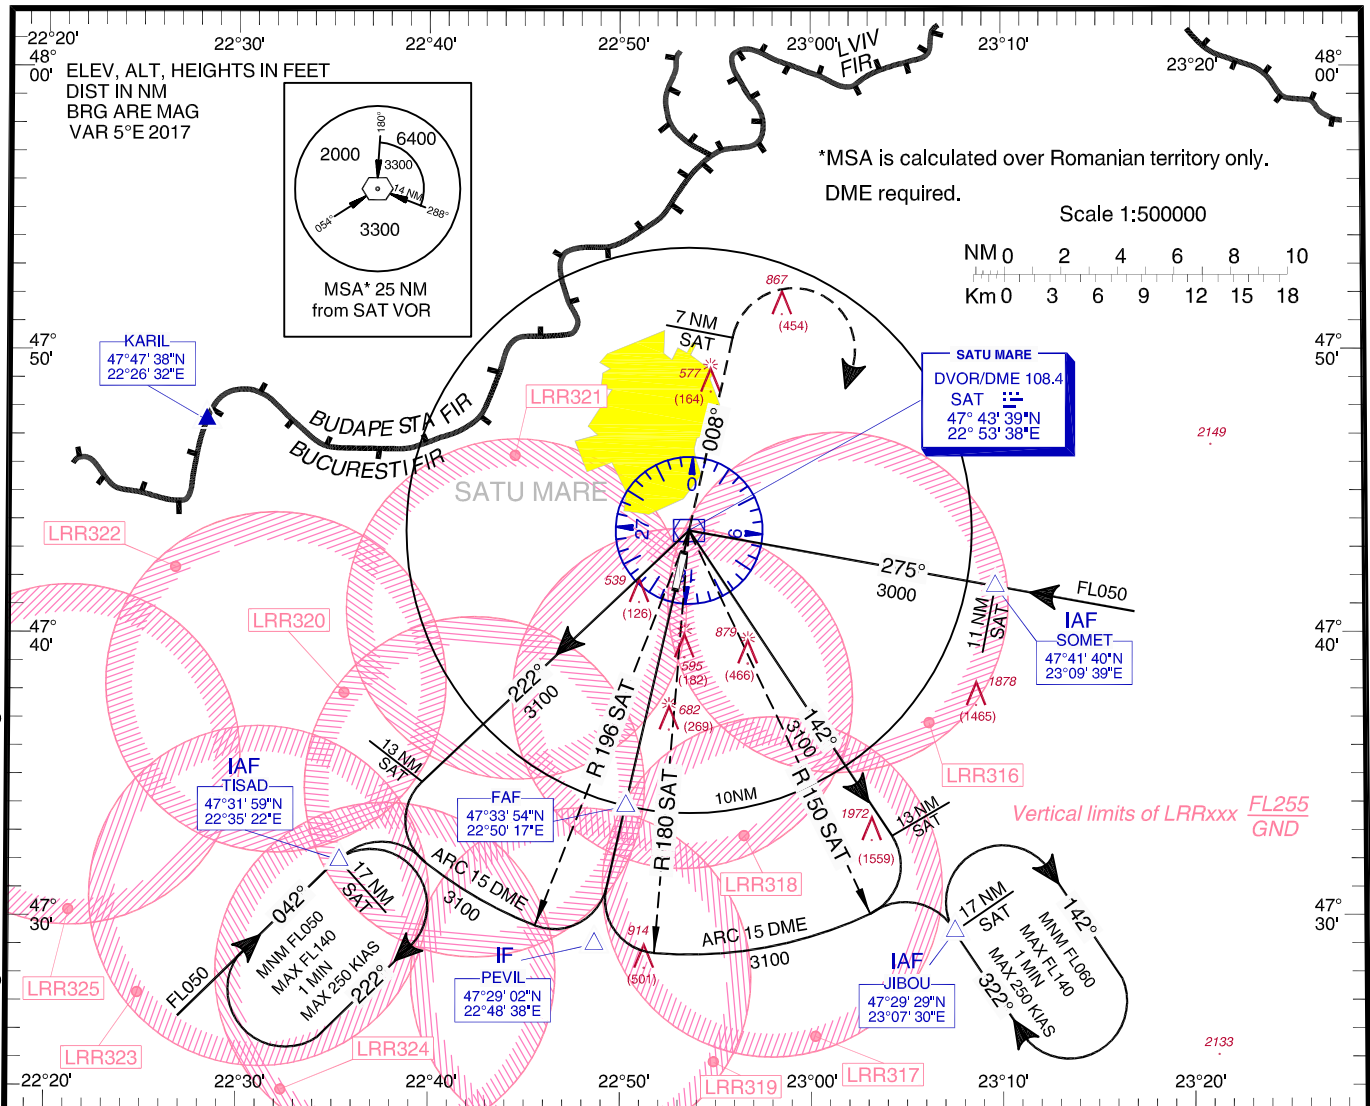 22°20' 22°30' 22°40' 22°50' 23°00' 23°10'
48°
00'
ELEV, ALT, HEIGHTS IN FEET
DIST IN NM
BRG ARE MAG
VAR 5°E 2017
LVIV
FIR
23°20'
48°
00'
180°
6400
2000
3300
14 NM
054°
288°
3300
MSA* 25 NM
from SAT VOR
*MSA is calculated over Romanian territory only.
DME required.
Scale 1:500000
NM 0 2 4 6 8 10
Km 0 3 6 9 12 15 18
867
(454)
7 NM
SAT
KARIL
47°47' 38"N
22°26' 32"E
47°
50'
47°
50'
SATU MARE
DVOR/DME 108.4
SAT
47° 43' 39"N
22° 53' 38"E
577
(164)
LRR321
008°
BUDAPESTA FIR
BUCURESTI FIR
2149
SATU MARE
0
27
9
LRR322
275°
3000
FL050
539
(126)
11 NM
SAT
IAF
SOMET
47°41' 40"N
23°09' 39"E
LRR320
47°
40'
47°
40'
879
(466)
595
(182)
222°
3100
1878
(1465)
682
(269)
R 196 SAT
142°
3100
13 NM
SAT
LRR316
IAF
TISAD
47°31' 59"N
22°35' 22"E
FAF
47°33' 54"N
22°50' 17"E
10NM
R 180 SAT
R 150 SAT
1972
(1559)
13 NM
SAT
Vertical limits of LRRxxx FL255
GND
ARC 15 DME
3100
17 NM
SAT
LRR318
47°
30'
47°
30'
042°
MNM FL050
MAX FL140
1 MIN
MAX 250 KIAS
222°
FL050
914
(501)
ARC 15 DME
3100
17 NM
SAT
142°
MNM FL060
MAX FL140
1 MIN
MAX 250 KIAS
322°
IF
PEVIL
47°29' 02"N
22°48' 38"E
IAF
JIBOU
47°29' 29"N
23°07' 30"E
LRR325
LRR323
LRR324
LRR319
LRR317
2133
22°20' 22°30' 22°40' 22°50' 23°00' 23°10' 23°20'